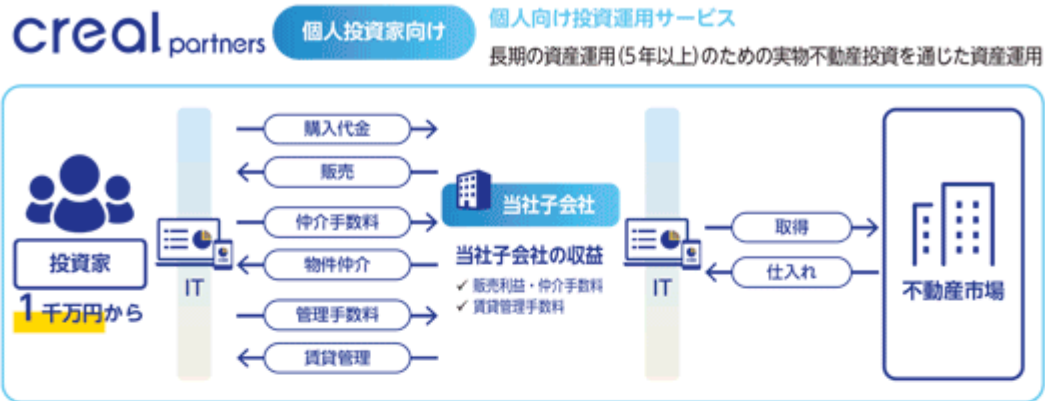 creal partners
個人投資家向け
個人向け投資運用サービス
長期の資産運用(5年以上)のための実物不動産投資を通じた資産運用
投資家
1千万円から
IT
購入代金
販売
仲介手数料
物件仲介
管理手数料
賃貸管理
当社子会社
当社子会社の収益
✓ 販売利益・仲介手数料
✓ 賃貸管理手数料
IT
取得
仕入れ
不動産市場